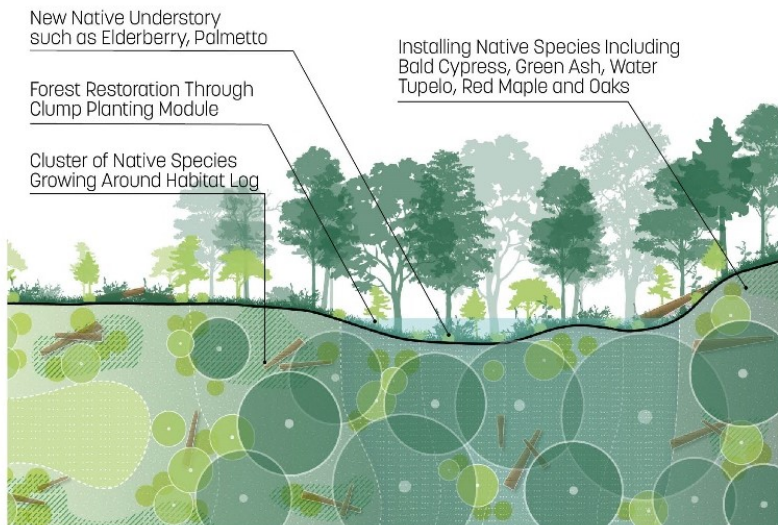 New Native Understory
such as Elderberry, Palmetto
Forest Restoration Through
Clump Planting Module
Cluster of Native Species
Growing Around Habitat Log
Installing Native Species Including
Bald Cypress, Green Ash, Water
Tupelo, Red Maple and Oaks